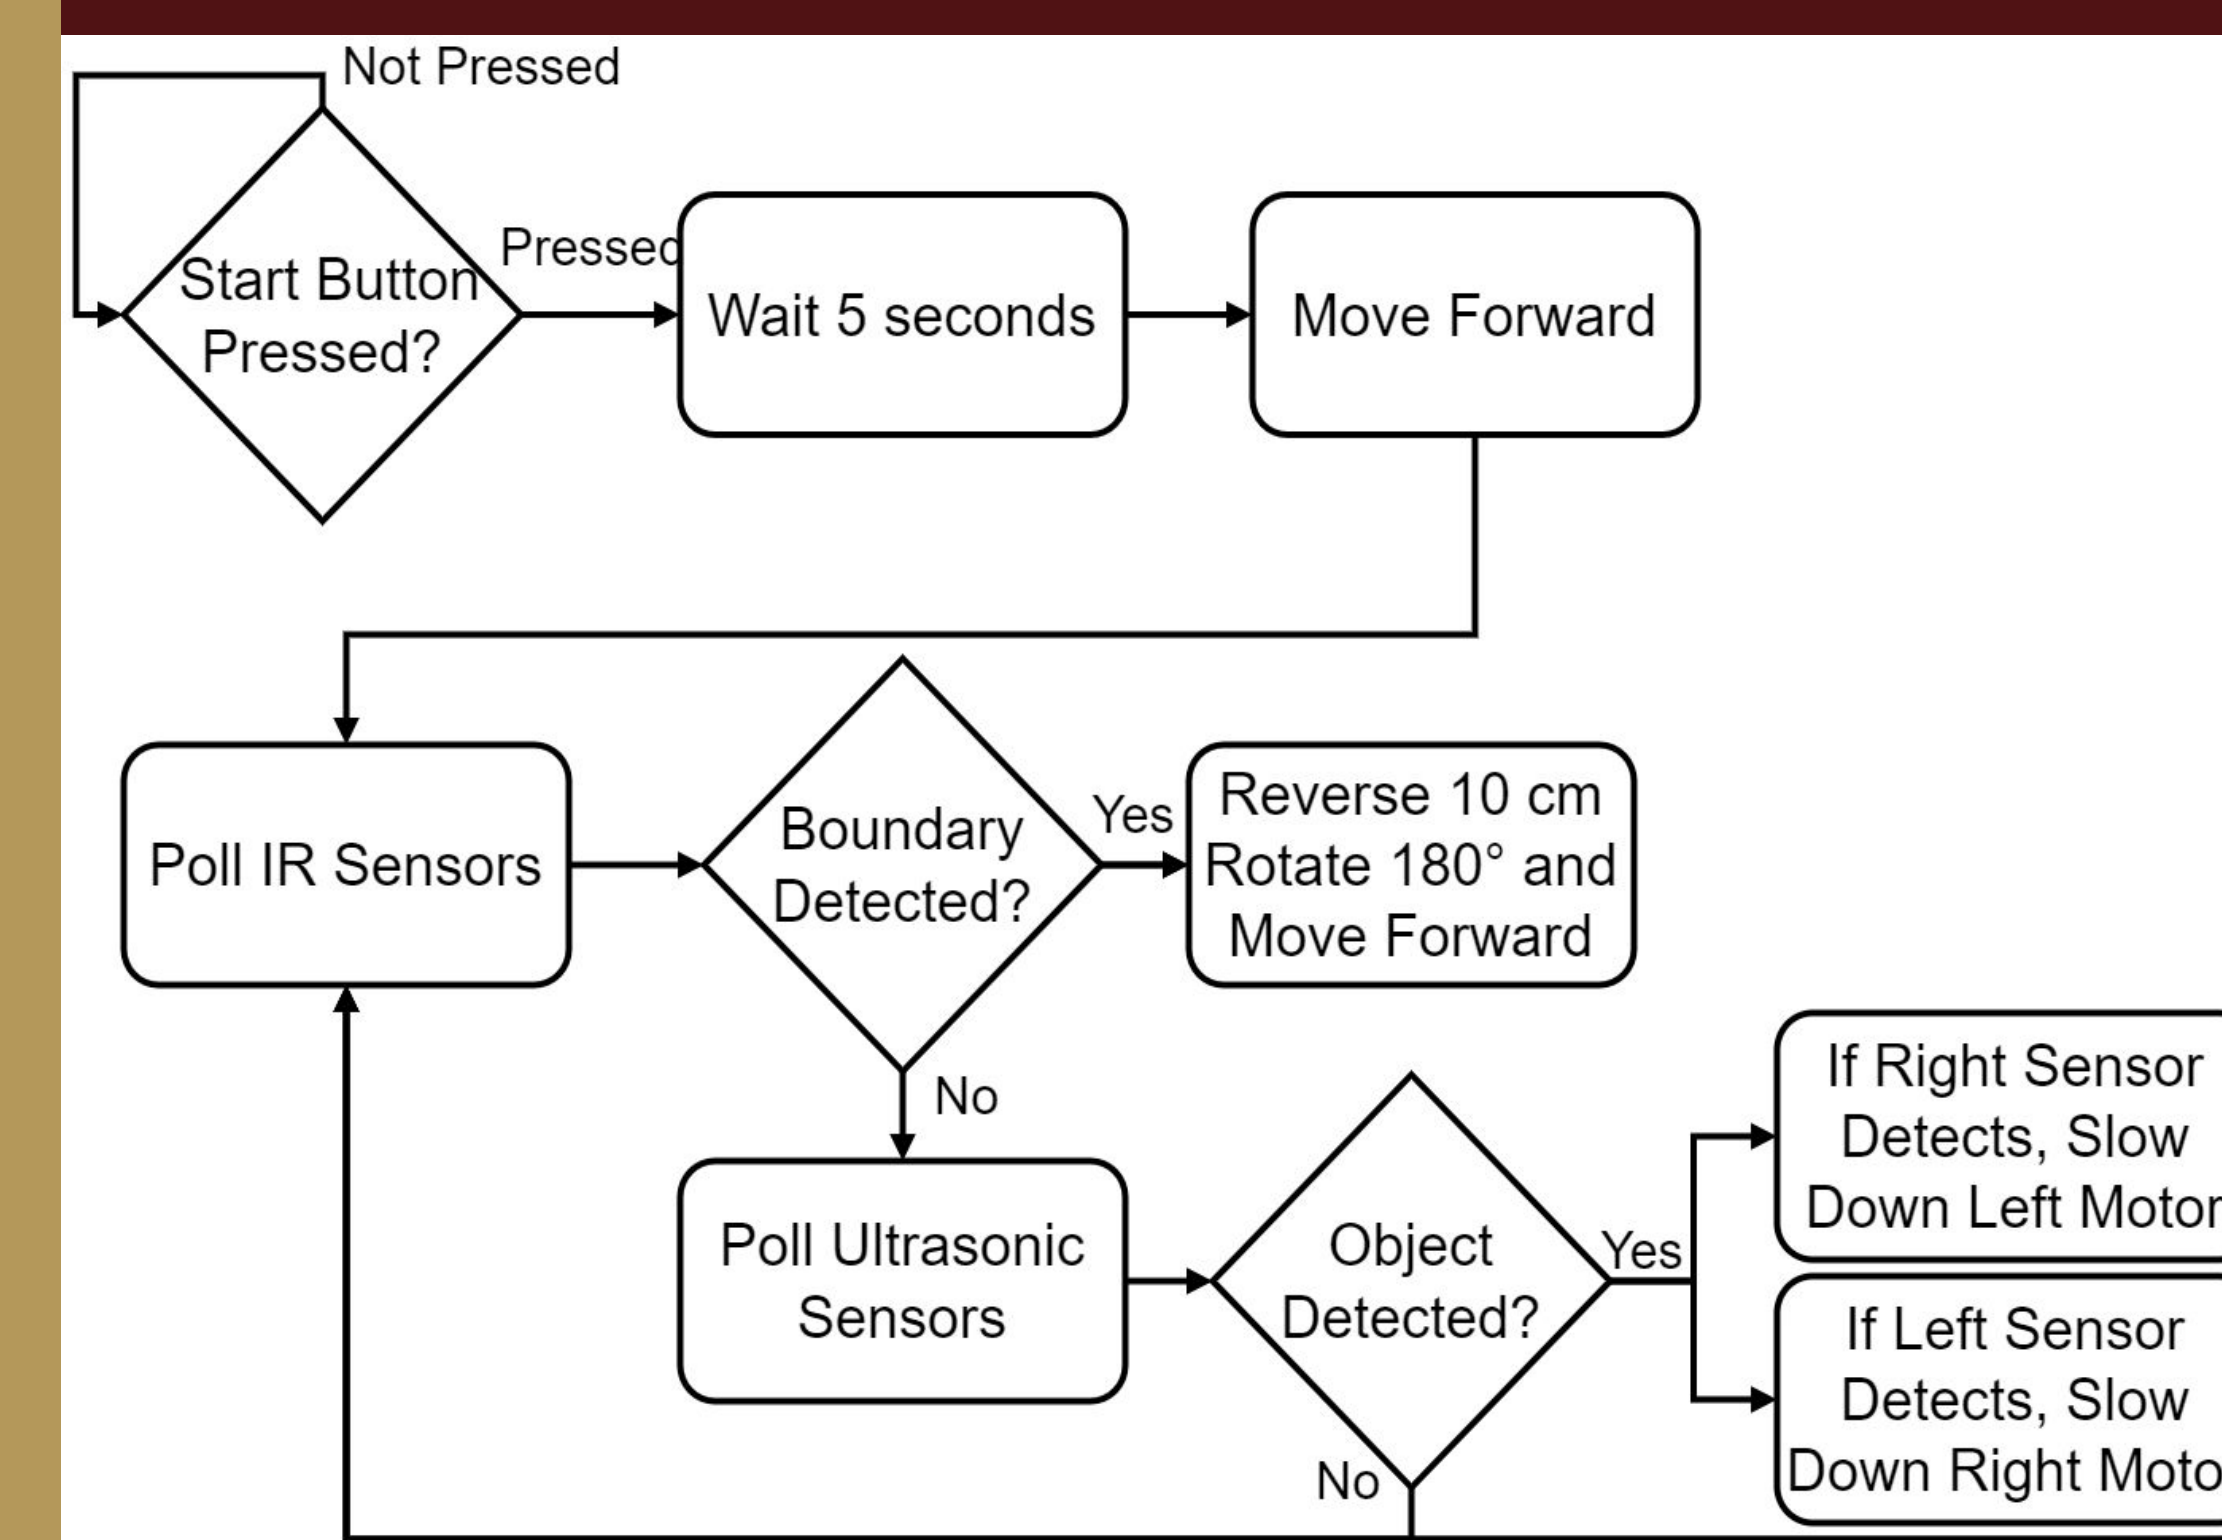 Not Pressed
Start Button
Pressed?
Pressed
Wait 5 seconds
Move Forward
Poll IR Sensors
Boundary
Detected?
Yes
Reverse 10 cm
Rotate 180° and
Move Forward
No
Poll Ultrasonic
Sensors
Object
Detected?
Yes
If Right Sensor
Detects, Slow
Down Left Motor
If Left Sensor
Detects, Slow
Down Right Moto
No